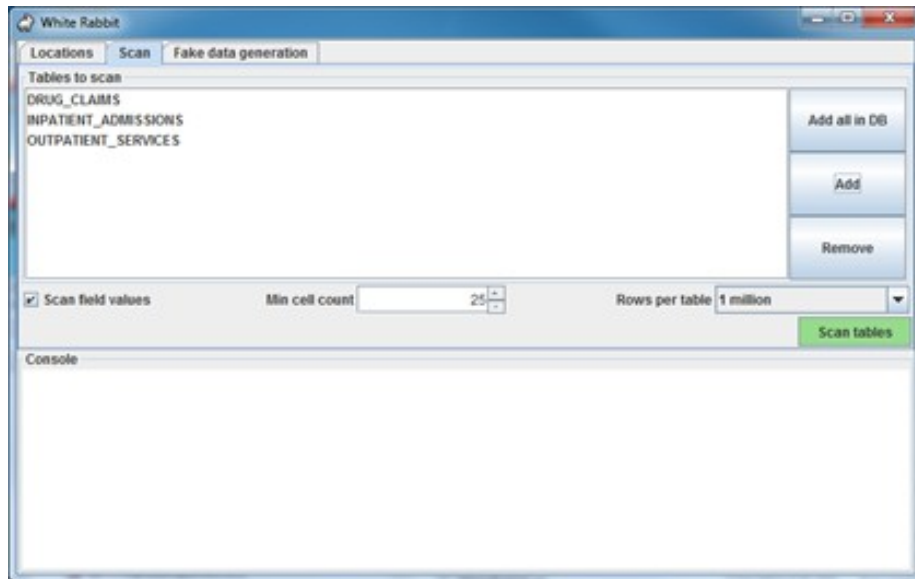 White Rabbit
Locations Scan Fake data generation
Tables to scan
DRUG_CLAIMS
INPATIENT_ADMISSIONS
OUTPATIENT_SERVICES
Add all in DB
Add
Remove
Scan field values Min cell count 25 Rows per table 1 million
Scan tables
Console